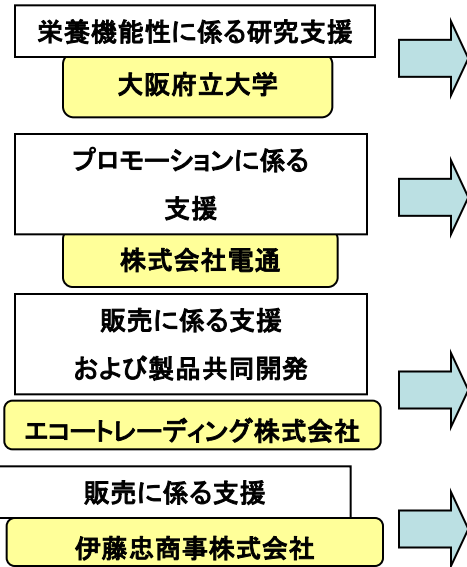 栄養機能性に係る研究支援
大阪府立大学
プロモーションに係る
支援
株式会社電通
販売に係る支援
および製品共同開発
エコートレーディング株式会社
販売に係る支援
伊藤忠商事株式会社